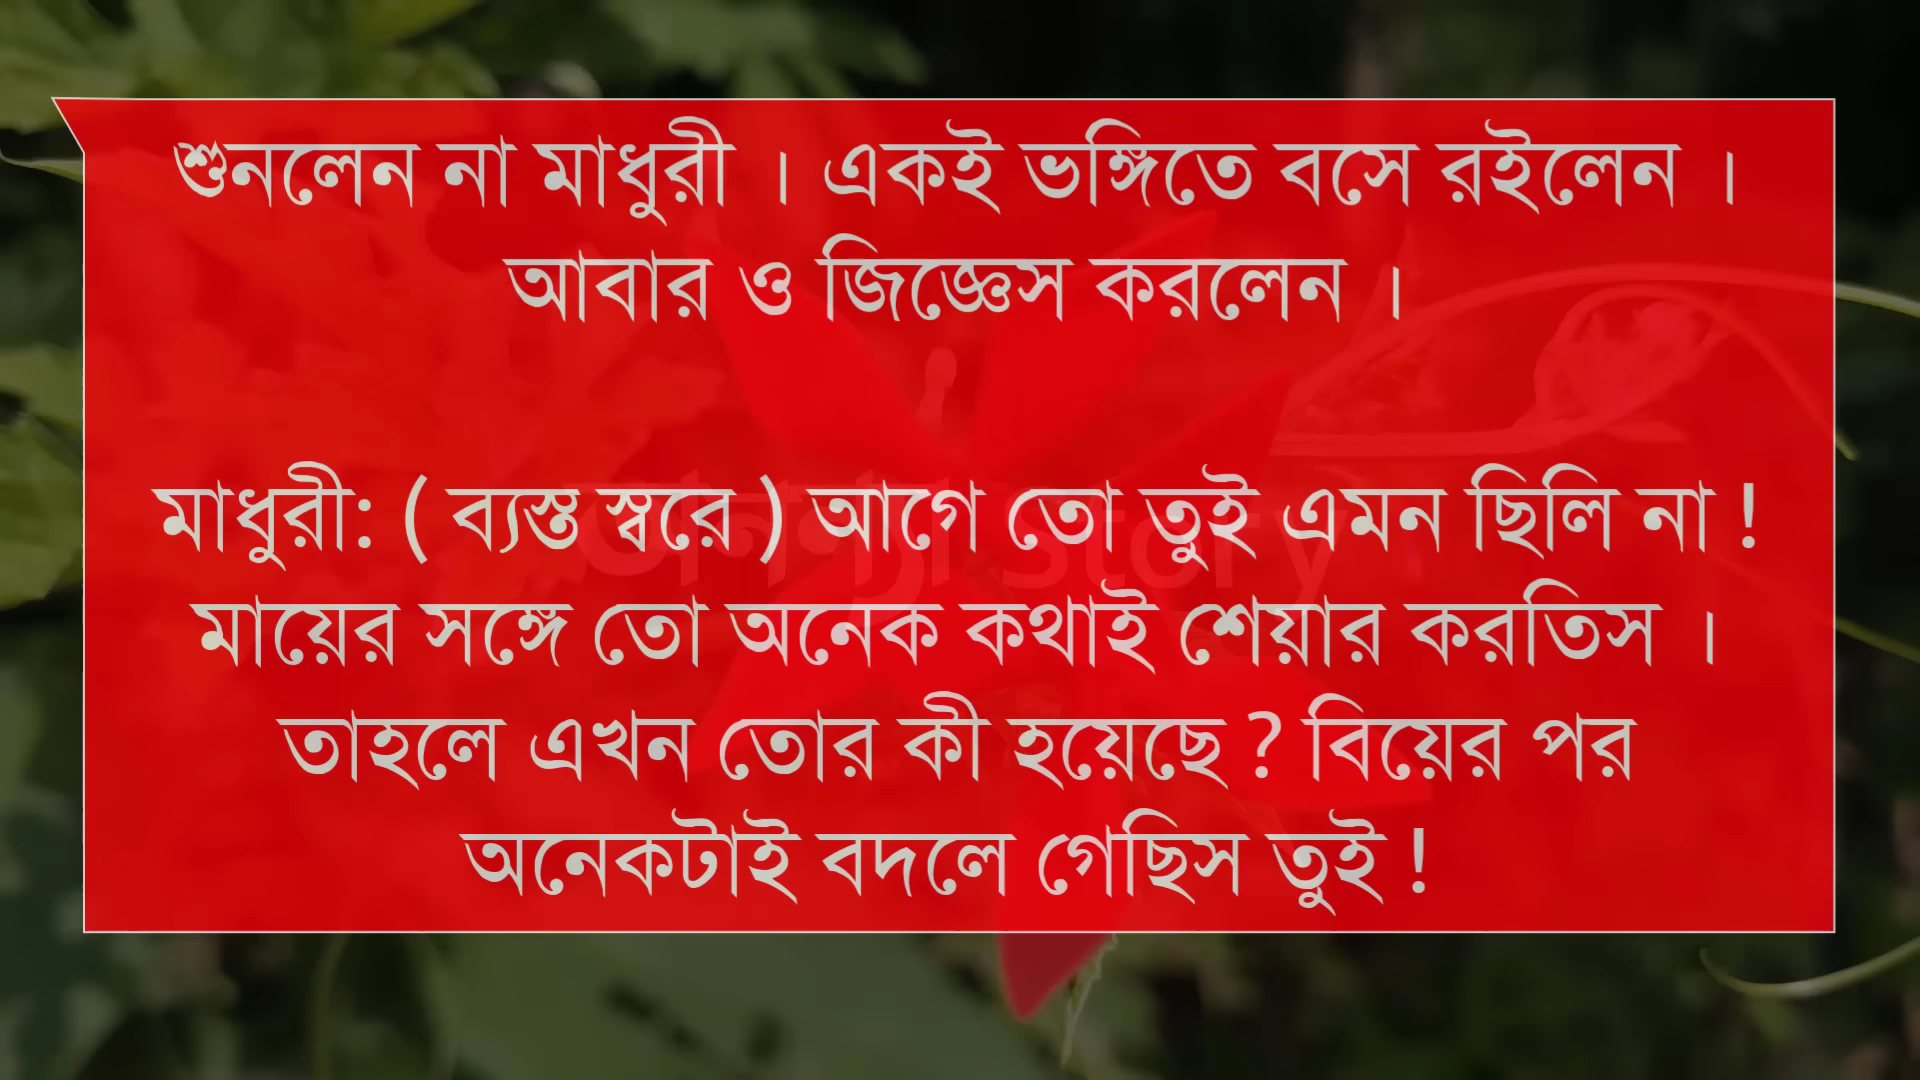 শুনলেন না মাধুরী । একই ভঙ্গিতে বসে রইলেন ।
আবার ও জিজ্ঞেস করলেন ।
মাধুরী: ( ব্যস্ত স্বরে ) আগে তো তুই এমন ছিলি না !
মায়ের সঙ্গে তো অনেক কথাই শেয়ার করতিস ।
তাহলে এখন তোর কী হয়েছে ? বিয়ের পর
অনেকটাই বদলে গেছিস তুই !